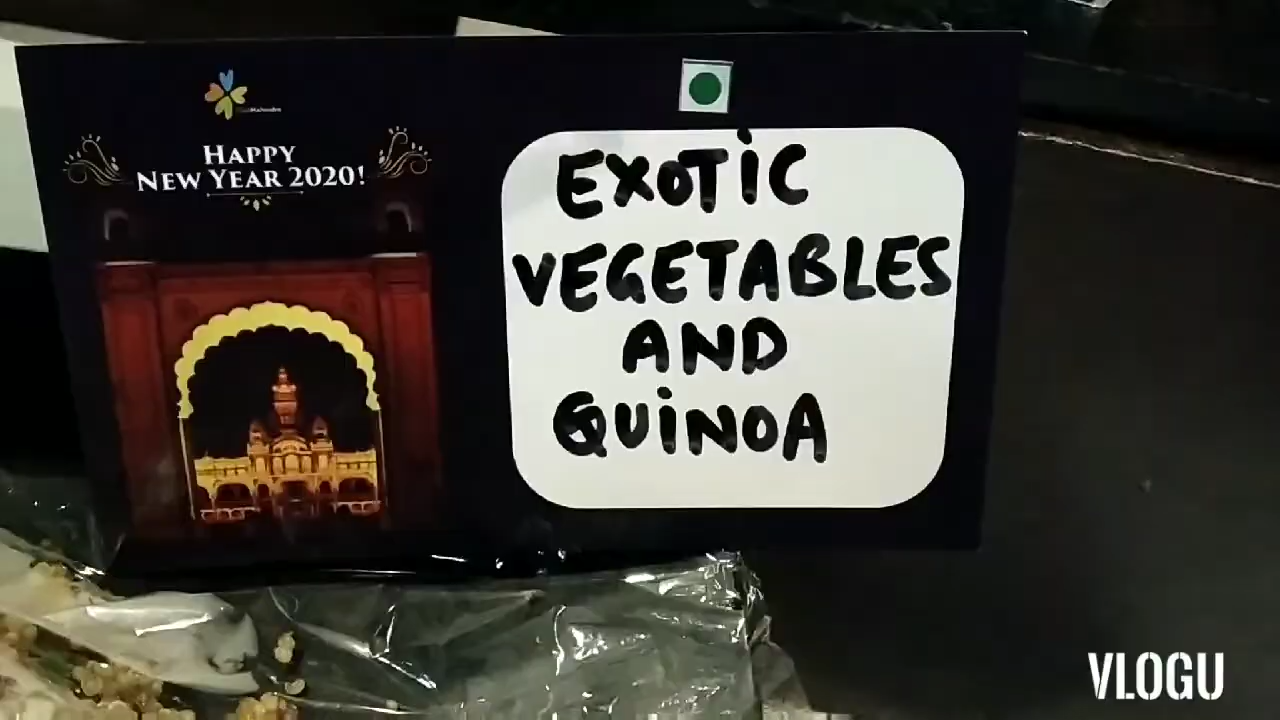 HAPPY
NEW YEAR 2020!
EXOTIC
VEGETABLES
AND
QUINOA
VLOGU